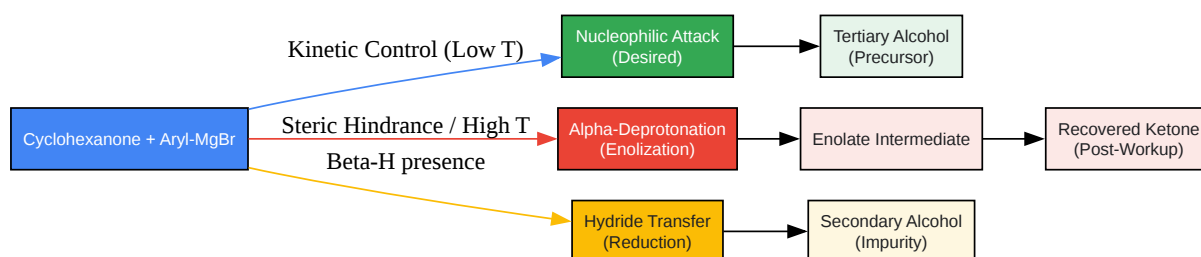 Cyclohexanone + Aryl-MgBr
Kinetic Control (Low T)
Nucleophilic Attack
(Desired)
Tertiary Alcohol
(Precursor)
Steric Hindrance / High T
Alpha-Deprotonation
(Enolization)
Enolate Intermediate
Recovered Ketone
(Post-Workup)
Beta-H presence
Hydride Transfer
(Reduction)
Secondary Alcohol
(Impurity)